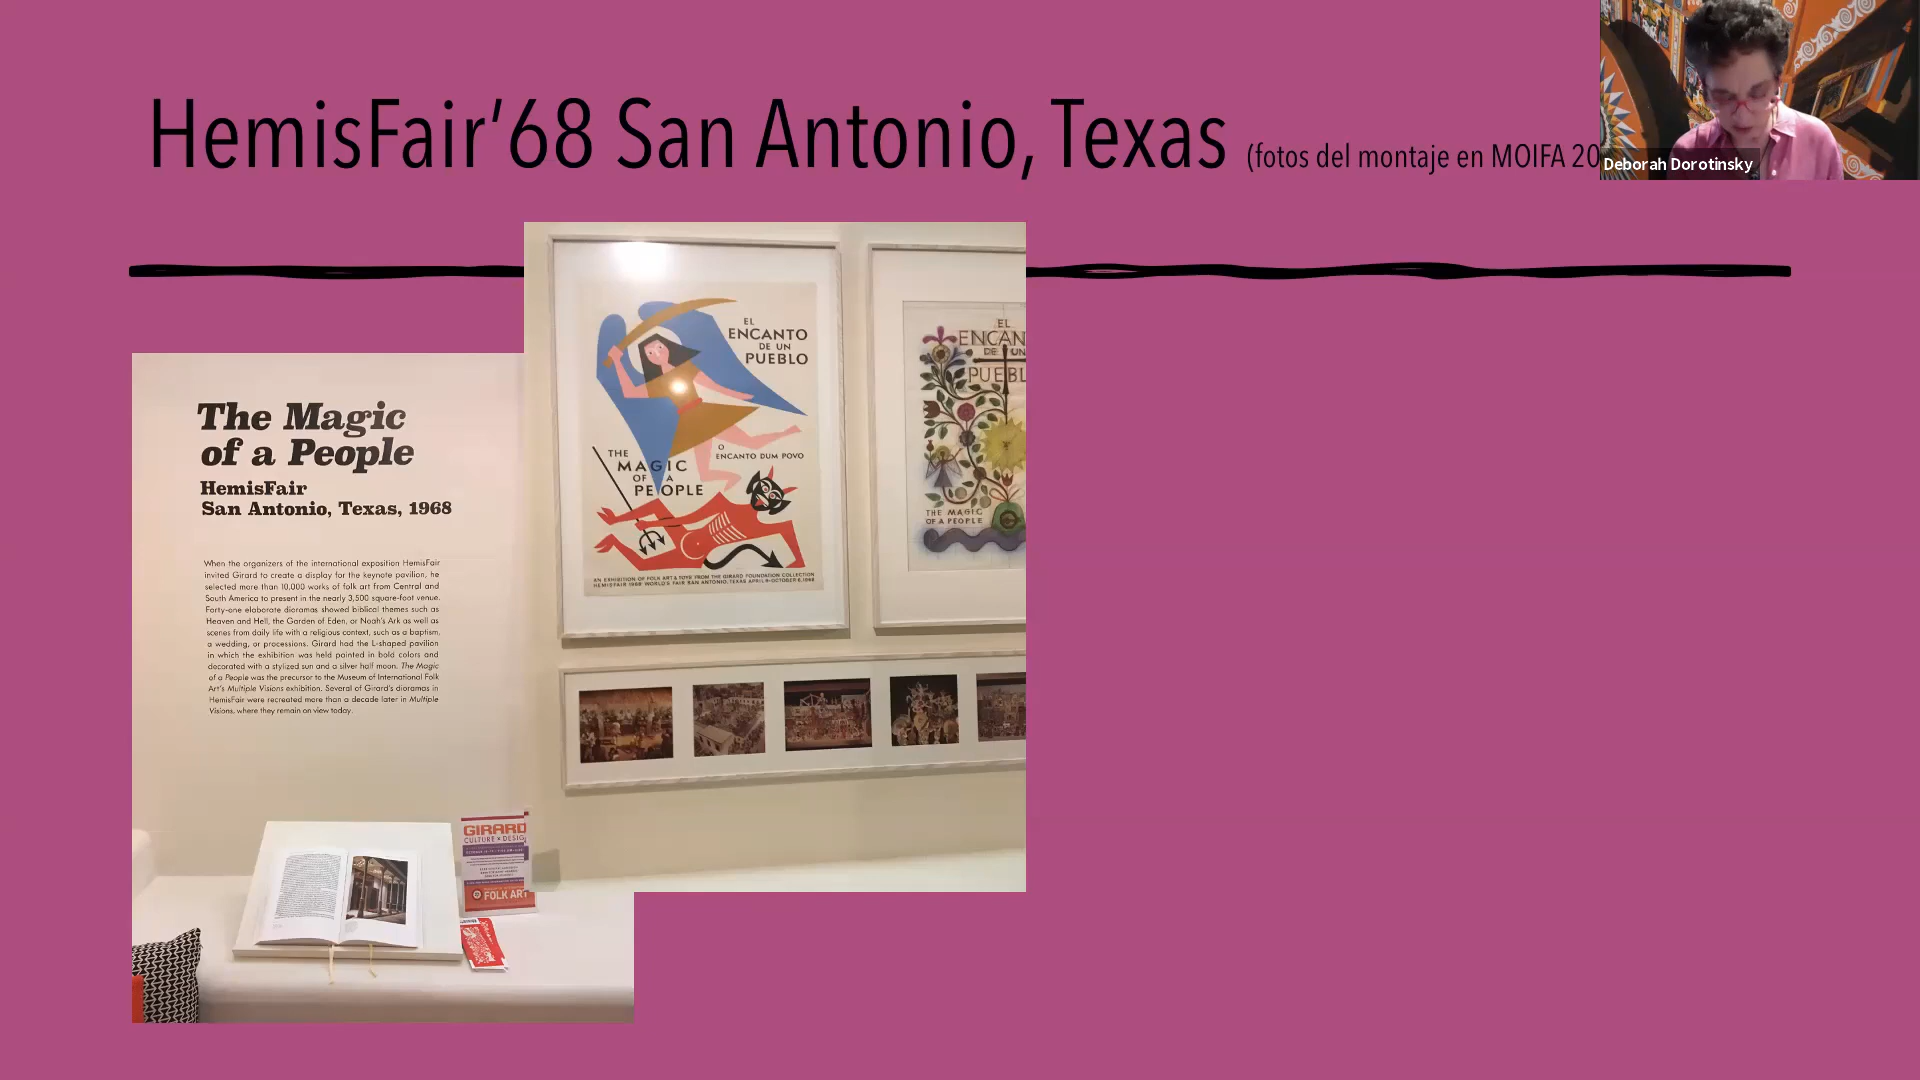 HemisFair’68 San Antonio, Texas (fotos del montaje en MOIFA 20
Deborah Dorotinsky
The Magic
of a People
HemisFair
San Antonio, Texas, 1968
When the organizers of the international exposition HemisFair
invited Girard to create a display for the keynote pavilion, he
selected more than 10,000 works of folk art from Central and
South America to present in the nearly 3,500 square-foot venue.
Forty-one elaborate dioramas showed biblical themes such as
Heaven and Hell, the Garden of Eden, or Noah's Ark as well as
scenes from daily life with a religious context, such as a baptism,
a wedding, or processions. Girard had the L-shaped pavilion
in which the exhibition was held painted in bold colors and
decorated with a stylized sun and a silver half moon. The Magic
of a People was the precursor to the Museum of International Folk
Art's Multiple Visions exhibition. Several of Girard's dioramas in
HemisFair were recreated more than a decade later in Multiple
Visions, where they remain on view today.
EL
ENCANTO
DE UN
PUEBLO
THE
MAGIC
OF A
PEOPLE
O
ENCANTO DUM POVO
AN EXHIBITION OF FOLK ART & TOYS FROM THE GIRARD FOUNDATION COLLECTION
HEMISFAIR 1968 WORLD'S FAIR SAN ANTONIO, TEXAS APRIL 6-OCTOBER 6, 1968
EL
ENCAN
DE UN
PUEBL
THE MAGIC
OF A PEOPLE
GIRARD
CULTURE × DESIG
FOLK ART